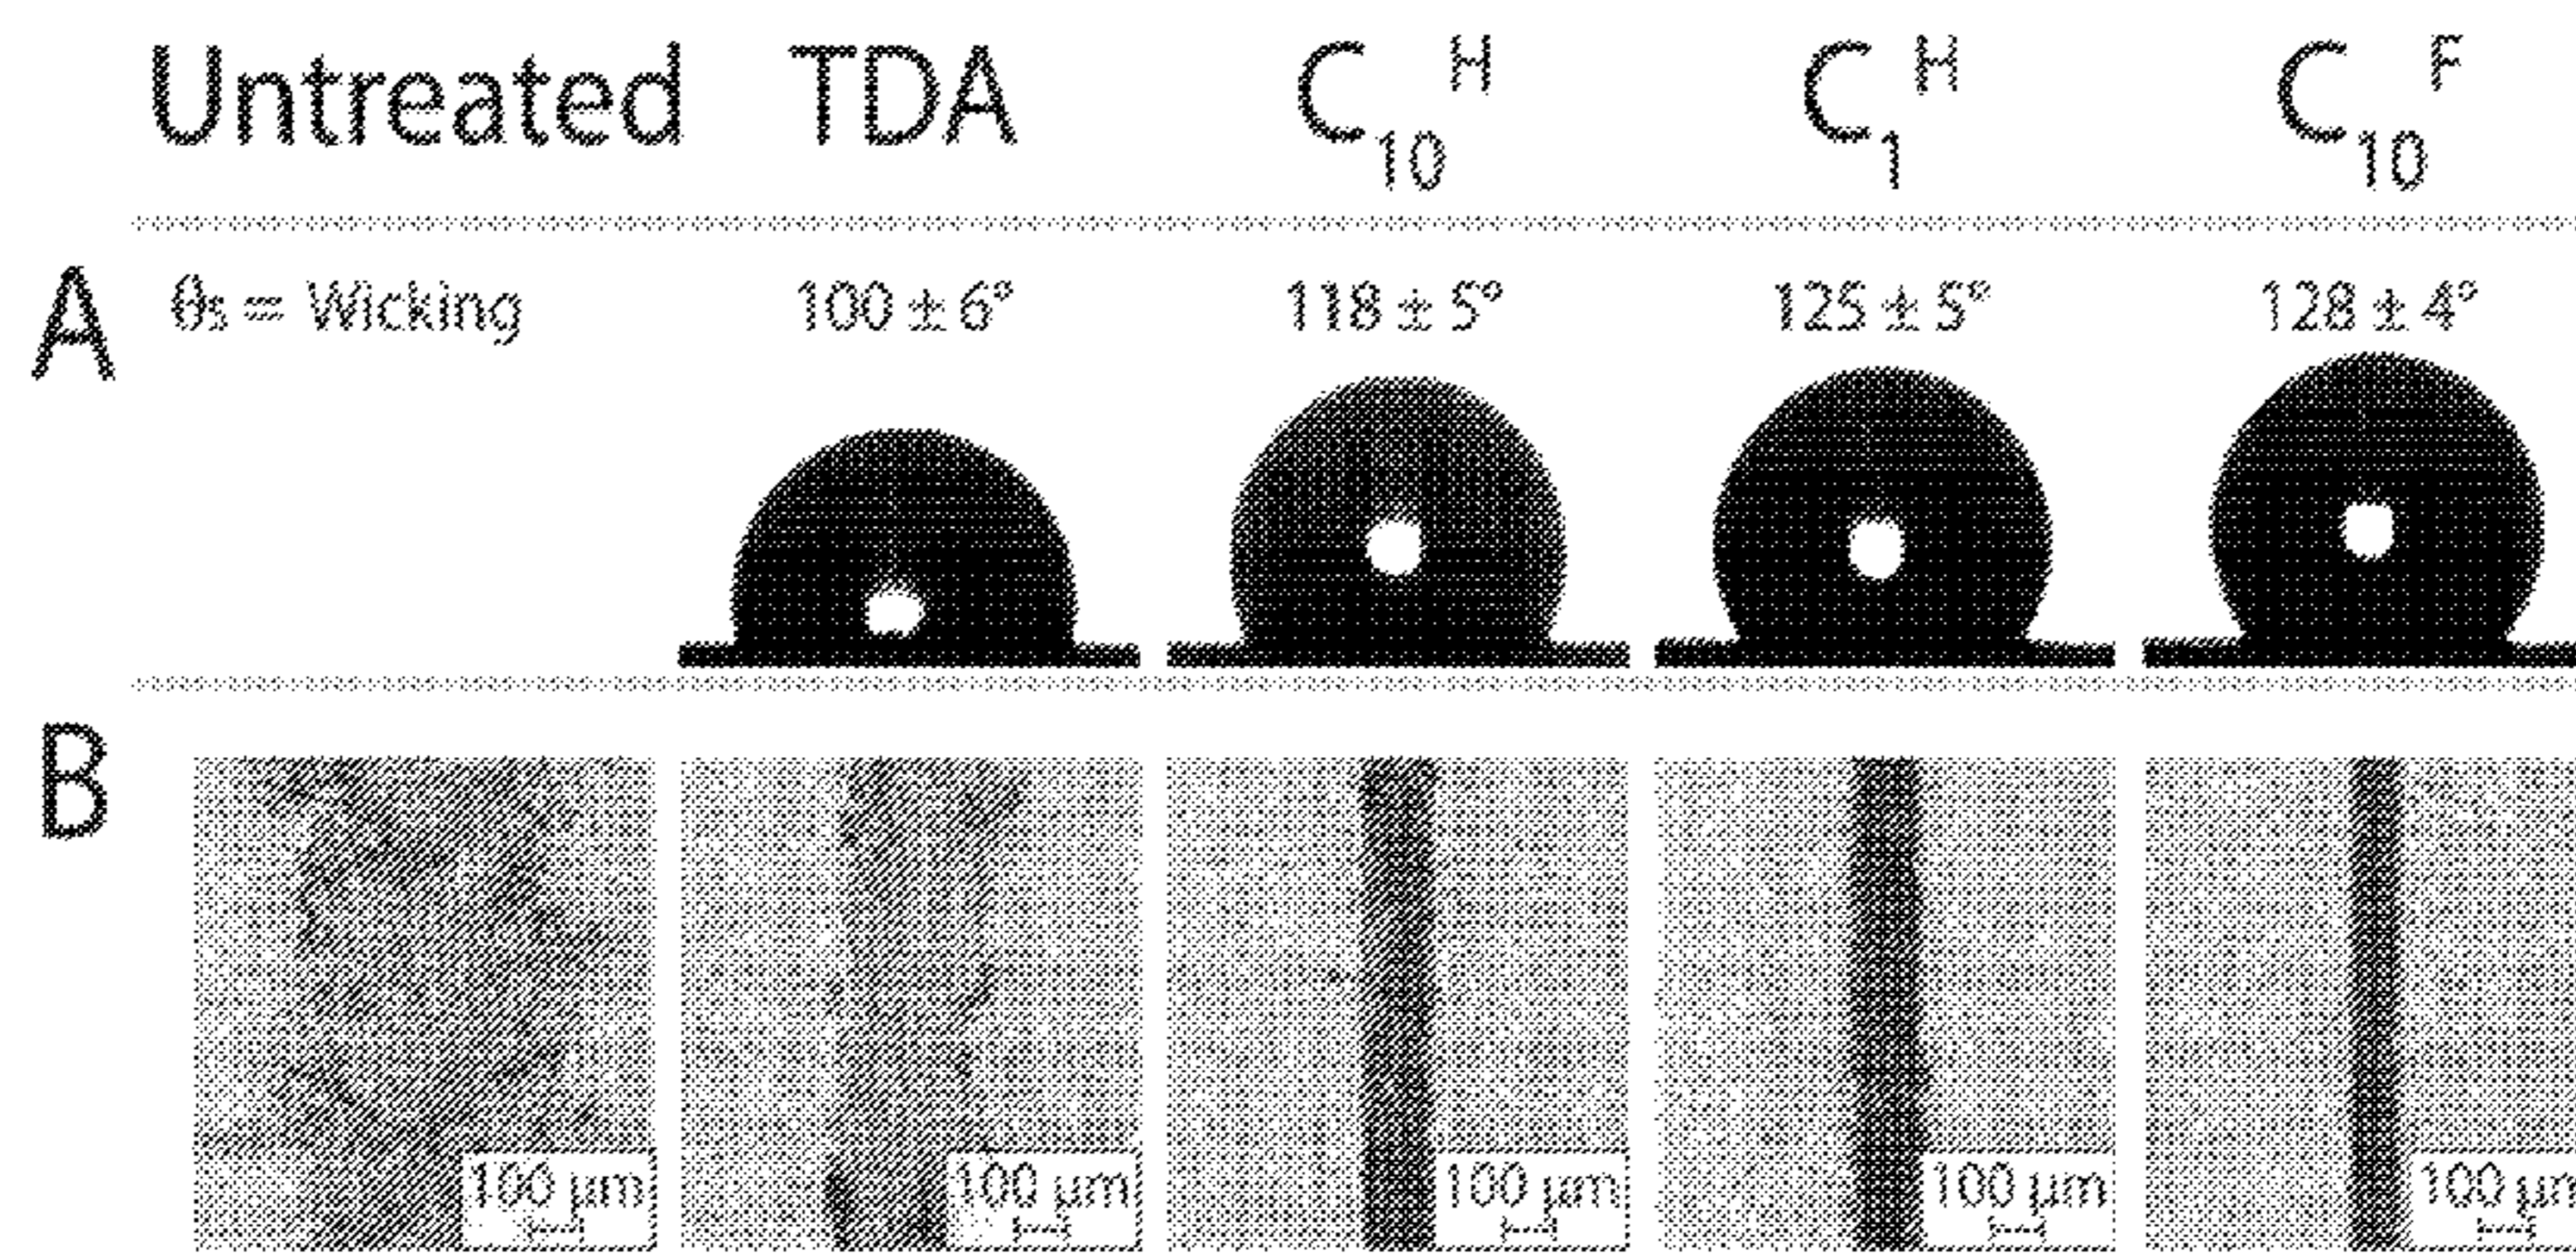 Untreated TDA C₁₀ᴴ C₁ᴴ C₁₀ꟳ
A θs = Wicking 100 ± 6° 118 ± 5° 125 ± 5° 128 ± 4°
B
100 µm 100 µm 100 µm 100 µm 100 µm